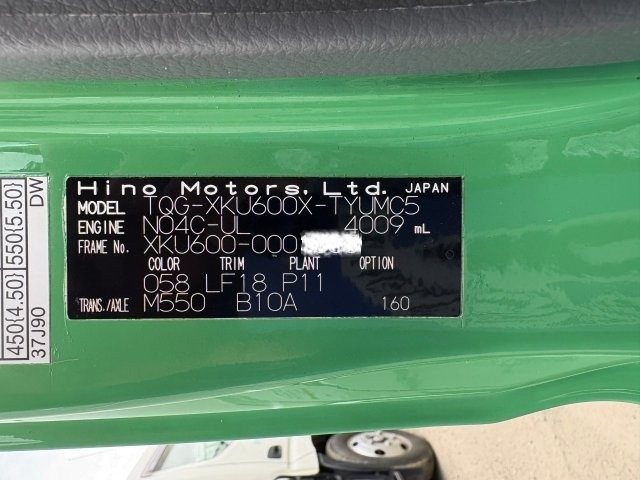 Hino Motors, Ltd. JAPAN
MODEL TQG-XKU600X-TYUMC5
ENGINE N04C-UL 4009 mL
FRAME No. XKU600-000
COLOR TRIM PLANT OPTION
058 LF18 P11
TRANS./AXLE M550 B10A 160
450(4.50) 550(5.50) DW
37J90